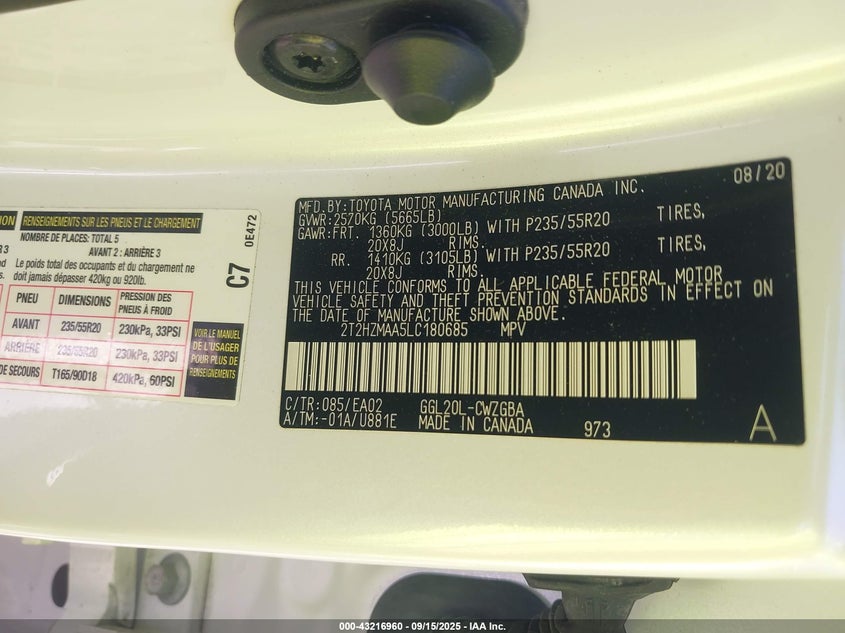 ION RENSEIGNEMENTS SUR LES PNEUS ET LE CHARGEMENT
NOMBRE DE PLACES: TOTAL 5
AVANT 2 : ARRIÈRE 3
Le poids total des occupants et du chargement ne
doit jamais dépasser 420kg ou 920lb.
PNEU DIMENSIONS PRESSION DES PNEUS À FROID
AVANT 235/55R20 230kPa, 33PSI
ARRIÈRE 235/55R20 230kPa, 33PSI
DE SECOURS T165/90D18 420kPa, 60PSI
VOIR LE MANUEL
DE L'USAGER
POUR PLUS DE
RENSEIGNEMENTS
C7 0E472
MFD.BY:TOYOTA MOTOR MANUFACTURING CANADA INC. 08/20
GVWR:2570KG (5665LB)
GAWR:FRT. 1360KG (3000LB) WITH P235/55R20 TIRES,
20X8J RIMS.
RR. 1410KG (3105LB) WITH P235/55R20 TIRES,
20X8J RIMS.
THIS VEHICLE CONFORMS TO ALL APPLICABLE FEDERAL MOTOR
VEHICLE SAFETY AND THEFT PREVENTION STANDARDS IN EFFECT ON
THE DATE OF MANUFACTURE SHOWN ABOVE.
2T2HZMAA5LC180685 MPV
C/TR:085/EA02 GGL20L-CWZGBA
A/TM:-01A/U881E MADE IN CANADA 973 A
000-43216960 - 09/15/2025 - IAA Inc.